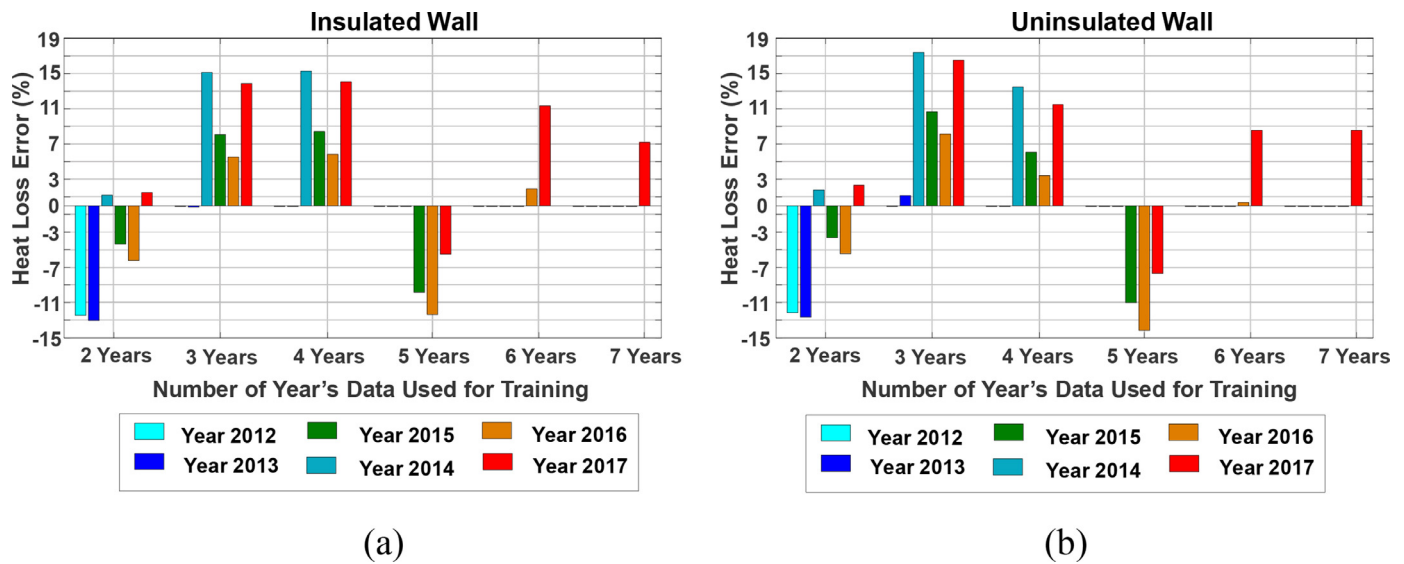 Insulated Wall
19
15
11
7
3
0
-3
-7
-11
-15
Heat Loss Error (%)
2 Years 3 Years 4 Years 5 Years 6 Years 7 Years
Number of Year’s Data Used for Training
Year 2012 Year 2015 Year 2016
Year 2013 Year 2014 Year 2017
(a)
Uninsulated Wall
19
15
11
7
3
0
-3
-7
-11
-15
Heat Loss Error (%)
2 Years 3 Years 4 Years 5 Years 6 Years 7 Years
Number of Year’s Data Used for Training
Year 2012 Year 2015 Year 2016
Year 2013 Year 2014 Year 2017
(b)